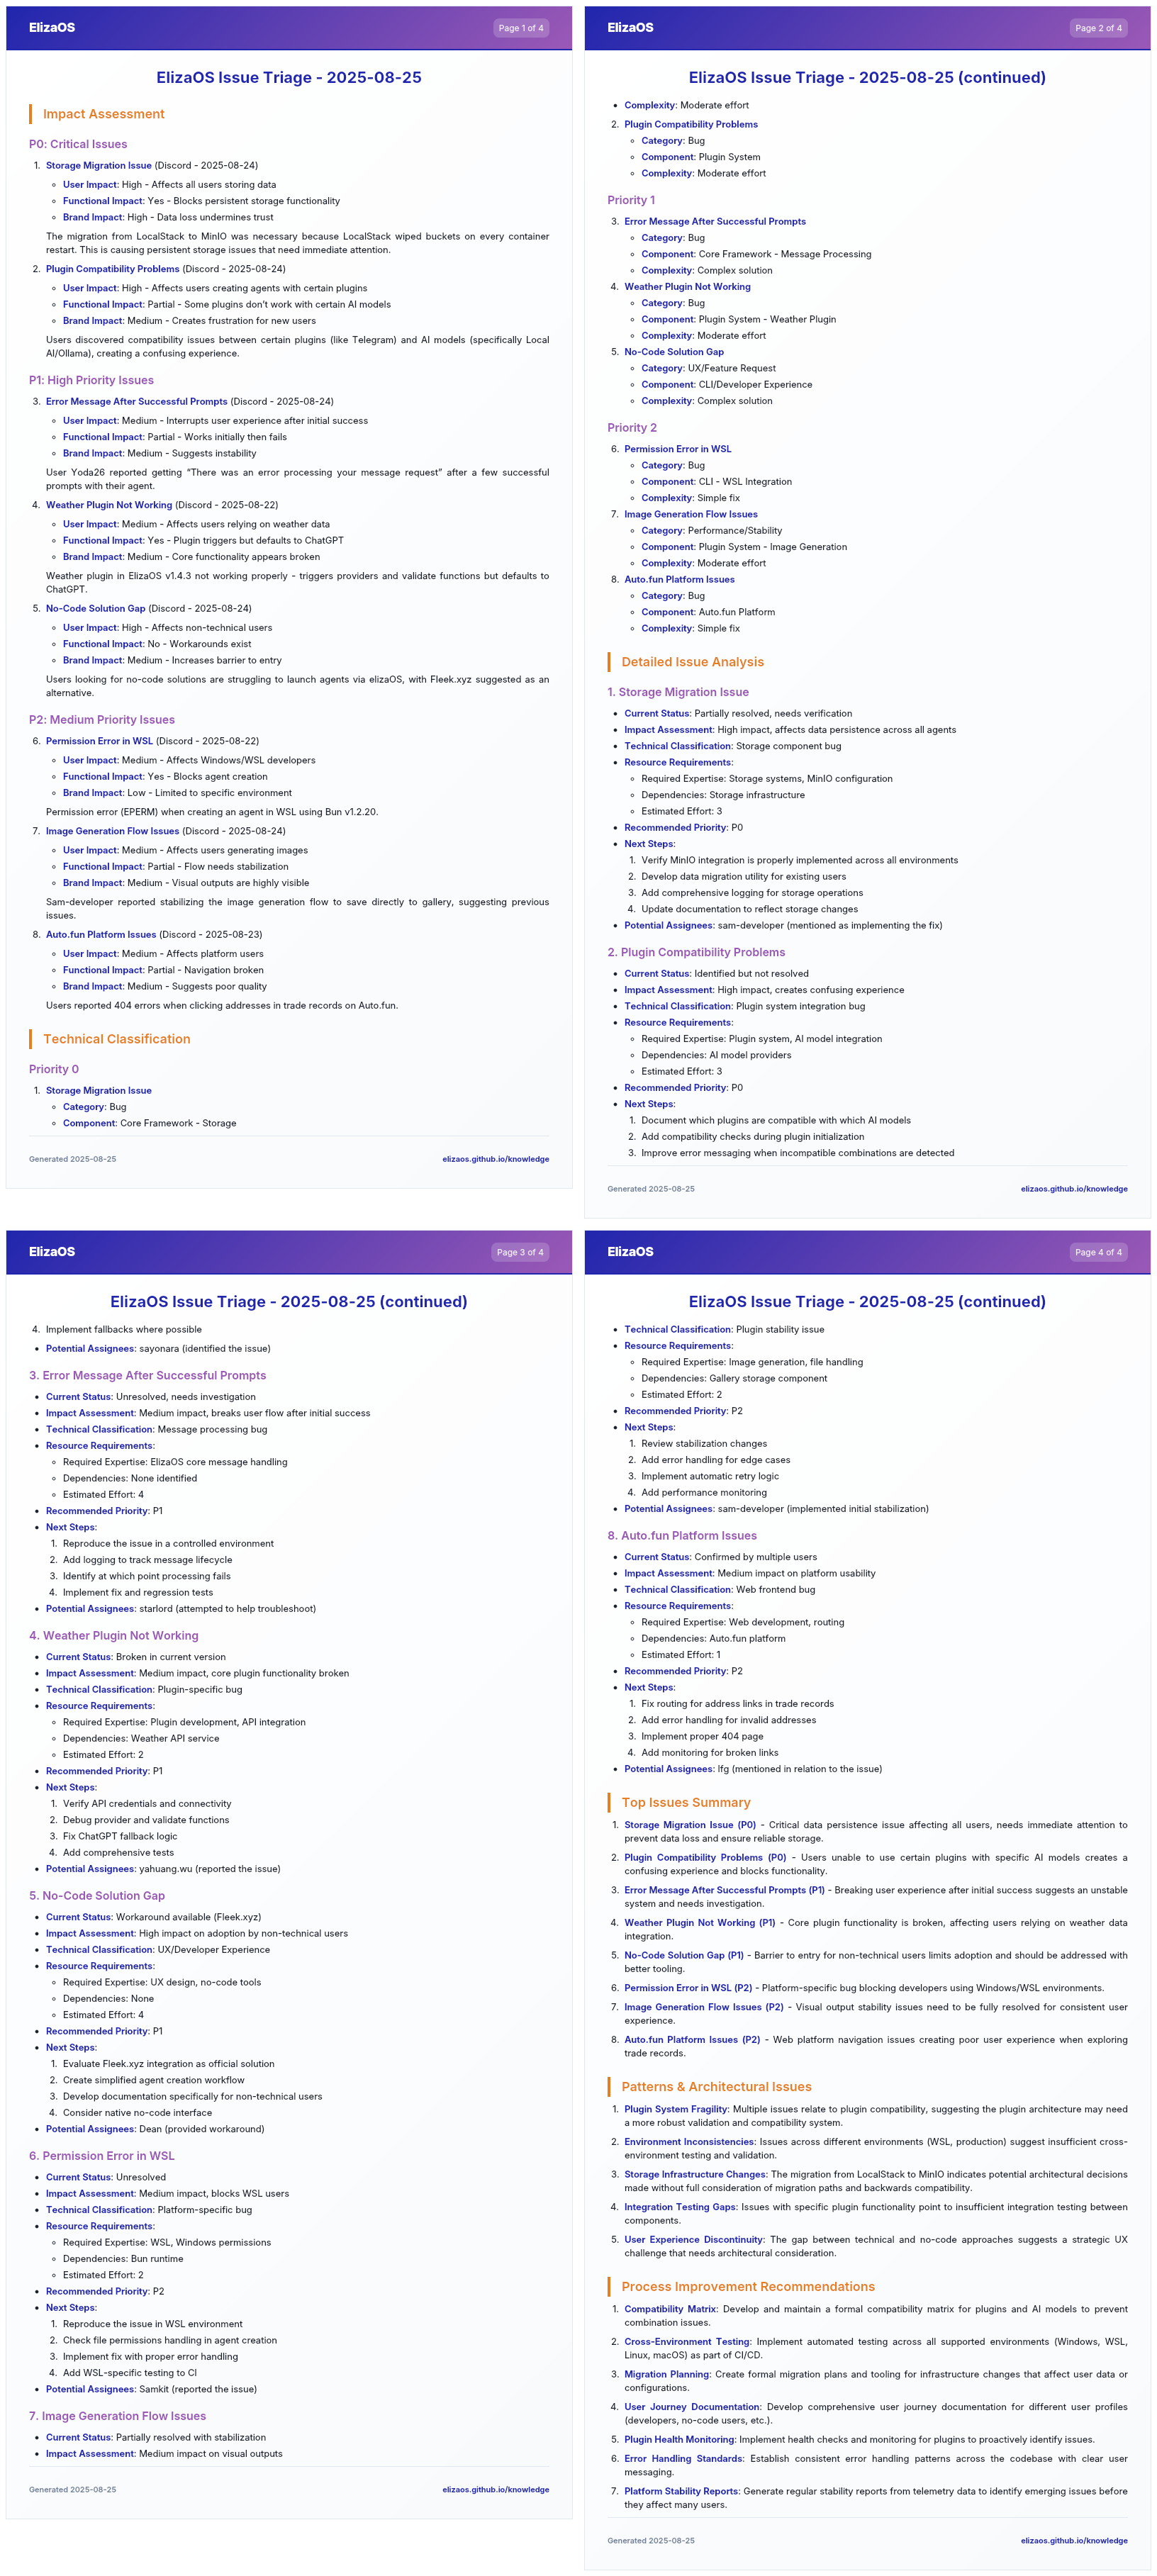 ElizaOS
Page 1 of 4
ElizaOS Issue Triage - 2025-08-25
Impact Assessment
P0: Critical Issues
1. Storage Migration Issue (Discord - 2025-08-24)
◦ User Impact: High - Affects all users storing data
◦ Functional Impact: Yes - Blocks persistent storage functionality
◦ Brand Impact: High - Data loss undermines trust
The migration from LocalStack to MinIO was necessary because LocalStack wiped buckets on every container
restart. This is causing persistent storage issues that need immediate attention.
2. Plugin Compatibility Problems (Discord - 2025-08-24)
◦ User Impact: High - Affects users creating agents with certain plugins
◦ Functional Impact: Partial - Some plugins don't work with certain AI models
◦ Brand Impact: Medium - Creates frustration for new users
Users discovered compatibility issues between certain plugins (like Telegram) and AI models (specifically Local
AI/Ollama), creating a confusing experience.
P1: High Priority Issues
3. Error Message After Successful Prompts (Discord - 2025-08-24)
◦ User Impact: Medium - Interrupts user experience after initial success
◦ Functional Impact: Partial - Works initially then fails
◦ Brand Impact: Medium - Suggests instability
User Yoda26 reported getting “There was an error processing your message request” after a few successful
prompts with their agent.
4. Weather Plugin Not Working (Discord - 2025-08-22)
◦ User Impact: Medium - Affects users relying on weather data
◦ Functional Impact: Yes - Plugin triggers but defaults to ChatGPT
◦ Brand Impact: Medium - Core functionality appears broken
Weather plugin in ElizaOS v1.4.3 not working properly - triggers providers and validate functions but defaults to
ChatGPT.
5. No-Code Solution Gap (Discord - 2025-08-24)
◦ User Impact: High - Affects non-technical users
◦ Functional Impact: No - Workarounds exist
◦ Brand Impact: Medium - Increases barrier to entry
Users looking for no-code solutions are struggling to launch agents via elizaOS, with Fleek.xyz suggested as an
alternative.
P2: Medium Priority Issues
6. Permission Error in WSL (Discord - 2025-08-22)
◦ User Impact: Medium - Affects Windows/WSL developers
◦ Functional Impact: Yes - Blocks agent creation
◦ Brand Impact: Low - Limited to specific environment
Permission error (EPERM) when creating an agent in WSL using Bun v1.2.20.
7. Image Generation Flow Issues (Discord - 2025-08-24)
◦ User Impact: Medium - Affects users generating images
◦ Functional Impact: Partial - Flow needs stabilization
◦ Brand Impact: Medium - Visual outputs are highly visible
Sam-developer reported stabilizing the image generation flow to save directly to gallery, suggesting previous
issues.
8. Auto.fun Platform Issues (Discord - 2025-08-23)
◦ User Impact: Medium - Affects platform users
◦ Functional Impact: Partial - Navigation broken
◦ Brand Impact: Medium - Suggests poor quality
Users reported 404 errors when clicking addresses in trade records on Auto.fun.
Technical Classification
Priority 0
1. Storage Migration Issue
◦ Category: Bug
◦ Component: Core Framework - Storage
Generated 2025-08-25
elizaos.github.io/knowledge
ElizaOS
Page 2 of 4
ElizaOS Issue Triage - 2025-08-25 (continued)
• Complexity: Moderate effort
2. Plugin Compatibility Problems
◦ Category: Bug
◦ Component: Plugin System
◦ Complexity: Moderate effort
Priority 1
3. Error Message After Successful Prompts
◦ Category: Bug
◦ Component: Core Framework - Message Processing
◦ Complexity: Complex solution
4. Weather Plugin Not Working
◦ Category: Bug
◦ Component: Plugin System - Weather Plugin
◦ Complexity: Moderate effort
5. No-Code Solution Gap
◦ Category: UX/Feature Request
◦ Component: CLI/Developer Experience
◦ Complexity: Complex solution
Priority 2
6. Permission Error in WSL
◦ Category: Bug
◦ Component: CLI - WSL Integration
◦ Complexity: Simple fix
7. Image Generation Flow Issues
◦ Category: Performance/Stability
◦ Component: Plugin System - Image Generation
◦ Complexity: Moderate effort
8. Auto.fun Platform Issues
◦ Category: Bug
◦ Component: Auto.fun Platform
◦ Complexity: Simple fix
Detailed Issue Analysis
1. Storage Migration Issue
• Current Status: Partially resolved, needs verification
• Impact Assessment: High impact, affects data persistence across all agents
• Technical Classification: Storage component bug
• Resource Requirements:
◦ Required Expertise: Storage systems, MinIO configuration
◦ Dependencies: Storage infrastructure
◦ Estimated Effort: 3
• Recommended Priority: P0
• Next Steps:
1. Verify MinIO integration is properly implemented across all environments
2. Develop data migration utility for existing users
3. Add comprehensive logging for storage operations
4. Update documentation to reflect storage changes
• Potential Assignees: sam-developer (mentioned as implementing the fix)
2. Plugin Compatibility Problems
• Current Status: Identified but not resolved
• Impact Assessment: High impact, creates confusing experience
• Technical Classification: Plugin system integration bug
• Resource Requirements:
◦ Required Expertise: Plugin system, AI model integration
◦ Dependencies: AI model providers
◦ Estimated Effort: 3
• Recommended Priority: P0
• Next Steps:
1. Document which plugins are compatible with which AI models
2. Add compatibility checks during plugin initialization
3. Improve error messaging when incompatible combinations are detected
Generated 2025-08-25
elizaos.github.io/knowledge
ElizaOS
Page 3 of 4
ElizaOS Issue Triage - 2025-08-25 (continued)
4. Implement fallbacks where possible
• Potential Assignees: sayonara (identified the issue)
3. Error Message After Successful Prompts
• Current Status: Unresolved, needs investigation
• Impact Assessment: Medium impact, breaks user flow after initial success
• Technical Classification: Message processing bug
• Resource Requirements:
◦ Required Expertise: ElizaOS core message handling
◦ Dependencies: None identified
◦ Estimated Effort: 4
• Recommended Priority: P1
• Next Steps:
1. Reproduce the issue in a controlled environment
2. Add logging to track message lifecycle
3. Identify at which point processing fails
4. Implement fix and regression tests
• Potential Assignees: starlord (attempted to help troubleshoot)
4. Weather Plugin Not Working
• Current Status: Broken in current version
• Impact Assessment: Medium impact, core plugin functionality broken
• Technical Classification: Plugin-specific bug
• Resource Requirements:
◦ Required Expertise: Plugin development, API integration
◦ Dependencies: Weather API service
◦ Estimated Effort: 2
• Recommended Priority: P1
• Next Steps:
1. Verify API credentials and connectivity
2. Debug provider and validate functions
3. Fix ChatGPT fallback logic
4. Add comprehensive tests
• Potential Assignees: yahuang.wu (reported the issue)
5. No-Code Solution Gap
• Current Status: Workaround available (Fleek.xyz)
• Impact Assessment: High impact on adoption by non-technical users
• Technical Classification: UX/Developer Experience
• Resource Requirements:
◦ Required Expertise: UX design, no-code tools
◦ Dependencies: None
◦ Estimated Effort: 4
• Recommended Priority: P1
• Next Steps:
1. Evaluate Fleek.xyz integration as official solution
2. Create simplified agent creation workflow
3. Develop documentation specifically for non-technical users
4. Consider native no-code interface
• Potential Assignees: Dean (provided workaround)
6. Permission Error in WSL
• Current Status: Unresolved
• Impact Assessment: Medium impact, blocks WSL users
• Technical Classification: Platform-specific bug
• Resource Requirements:
◦ Required Expertise: WSL, Windows permissions
◦ Dependencies: Bun runtime
◦ Estimated Effort: 2
• Recommended Priority: P2
• Next Steps:
1. Reproduce the issue in WSL environment
2. Check file permissions handling in agent creation
3. Implement fix with proper error handling
4. Add WSL-specific testing to CI
• Potential Assignees: Samkit (reported the issue)
7. Image Generation Flow Issues
• Current Status: Partially resolved with stabilization
• Impact Assessment: Medium impact on visual outputs
Generated 2025-08-25
elizaos.github.io/knowledge
ElizaOS
Page 4 of 4
ElizaOS Issue Triage - 2025-08-25 (continued)
• Technical Classification: Plugin stability issue
• Resource Requirements:
◦ Required Expertise: Image generation, file handling
◦ Dependencies: Gallery storage component
◦ Estimated Effort: 2
• Recommended Priority: P2
• Next Steps:
1. Review stabilization changes
2. Add error handling for edge cases
3. Implement automatic retry logic
4. Add performance monitoring
• Potential Assignees: sam-developer (implemented initial stabilization)
8. Auto.fun Platform Issues
• Current Status: Confirmed by multiple users
• Impact Assessment: Medium impact on platform usability
• Technical Classification: Web frontend bug
• Resource Requirements:
◦ Required Expertise: Web development, routing
◦ Dependencies: Auto.fun platform
◦ Estimated Effort: 1
• Recommended Priority: P2
• Next Steps:
1. Fix routing for address links in trade records
2. Add error handling for invalid addresses
3. Implement proper 404 page
4. Add monitoring for broken links
• Potential Assignees: lfg (mentioned in relation to the issue)
Top Issues Summary
1. Storage Migration Issue (P0) - Critical data persistence issue affecting all users, needs immediate attention to
prevent data loss and ensure reliable storage.
2. Plugin Compatibility Problems (P0) - Users unable to use certain plugins with specific AI models creates a
confusing experience and blocks functionality.
3. Error Message After Successful Prompts (P1) - Breaking user experience after initial success suggests an unstable
system and needs investigation.
4. Weather Plugin Not Working (P1) - Core plugin functionality is broken, affecting users relying on weather data
integration.
5. No-Code Solution Gap (P1) - Barrier to entry for non-technical users limits adoption and should be addressed with
better tooling.
6. Permission Error in WSL (P2) - Platform-specific bug blocking developers using Windows/WSL environments.
7. Image Generation Flow Issues (P2) - Visual output stability issues need to be fully resolved for consistent user
experience.
8. Auto.fun Platform Issues (P2) - Web platform navigation issues creating poor user experience when exploring
trade records.
Patterns & Architectural Issues
1. Plugin System Fragility: Multiple issues relate to plugin compatibility, suggesting the plugin architecture may need
a more robust validation and compatibility system.
2. Environment Inconsistencies: Issues across different environments (WSL, production) suggest insufficient cross-
environment testing and validation.
3. Storage Infrastructure Changes: The migration from LocalStack to MinIO indicates potential architectural decisions
made without full consideration of migration paths and backwards compatibility.
4. Integration Testing Gaps: Issues with specific plugin functionality point to insufficient integration testing between
components.
5. User Experience Discontinuity: The gap between technical and no-code approaches suggests a strategic UX
challenge that needs architectural consideration.
Process Improvement Recommendations
1. Compatibility Matrix: Develop and maintain a formal compatibility matrix for plugins and AI models to prevent
combination issues.
2. Cross-Environment Testing: Implement automated testing across all supported environments (Windows, WSL,
Linux, macOS) as part of CI/CD.
3. Migration Planning: Create formal migration plans and tooling for infrastructure changes that affect user data or
configurations.
4. User Journey Documentation: Develop comprehensive user journey documentation for different user profiles
(developers, no-code users, etc.).
5. Plugin Health Monitoring: Implement health checks and monitoring for plugins to proactively identify issues.
6. Error Handling Standards: Establish consistent error handling patterns across the codebase with clear user
messaging.
7. Platform Stability Reports: Generate regular stability reports from telemetry data to identify emerging issues before
they affect many users.
Generated 2025-08-25
elizaos.github.io/knowledge